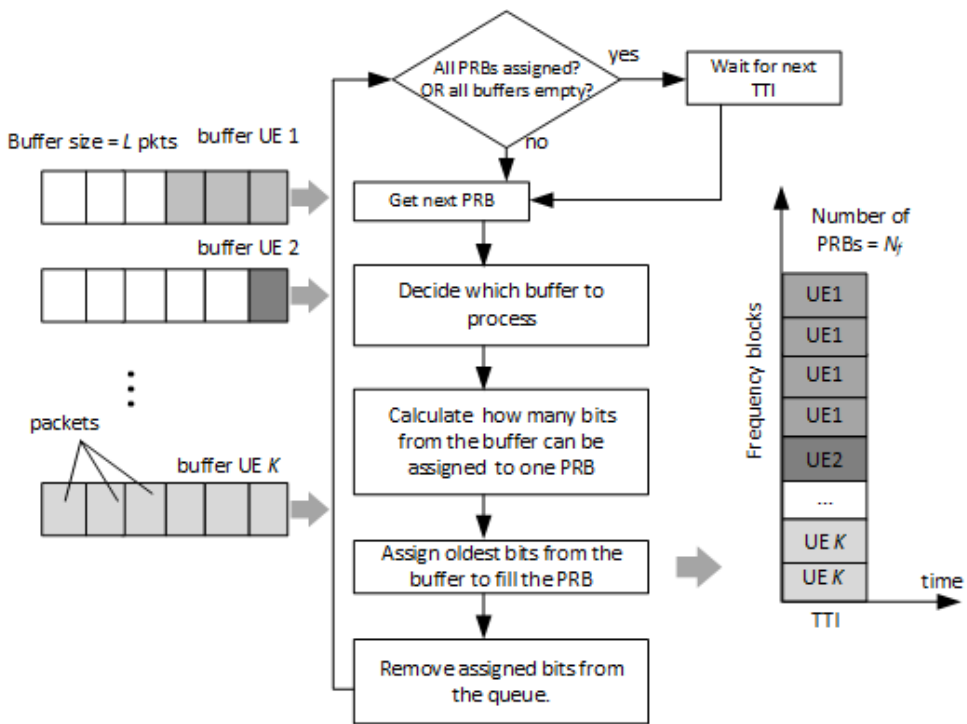 All PRBs assigned?
OR all buffers empty?
yes
no
Wait for next
TTI
Buffer size = L pkts
buffer UE 1
buffer UE 2
packets
buffer UE K
Get next PRB
Decide which buffer to
process
Calculate how many bits
from the buffer can be
assigned to one PRB
Assign oldest bits from the
buffer to fill the PRB
Remove assigned bits from
the queue.
Number of
PRBs = Nf
Frequency blocks
UE1
UE1
UE1
UE1
UE2
...
UE K
UE K
time
TTI